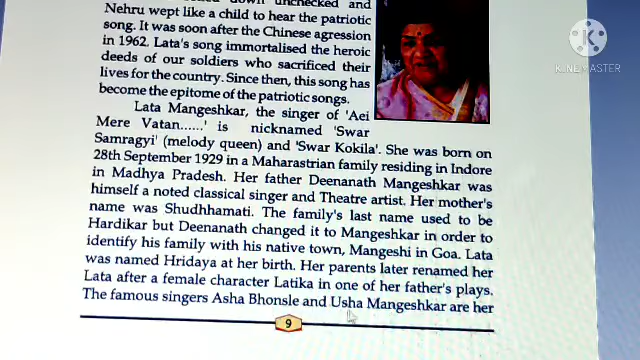 down unchecked and
Nehru wept like a child to hear the patriotic
song. It was soon after the Chinese agression
in 1962. Lata's song immortalised the heroic
deeds of our soldiers who sacrificed their
lives for the country. Since then, this song has
become the epitome of the patriotic songs.
Lata Mangeshkar, the singer of 'Aei
Mere Vatan......' is nicknamed 'Swar
Samragyi' (melody queen) and 'Swar Kokila'. She was born on
28th September 1929 in a Maharastrian family residing in Indore
in Madhya Pradesh. Her father Deenanath Mangeshkar was
himself a noted classical singer and Theatre artist. Her mother's
name was Shudhhamati. The family's last name used to be
Hardikar but Deenanath changed it to Mangeshkar in order to
identify his family with his native town, Mangeshi in Goa. Lata
was named Hridaya at her birth. Her parents later renamed her
Lata after a female character Latika in one of her father's plays.
The famous singers Asha Bhonsle and Usha Mangeshkar are her
9
KINEMASTER